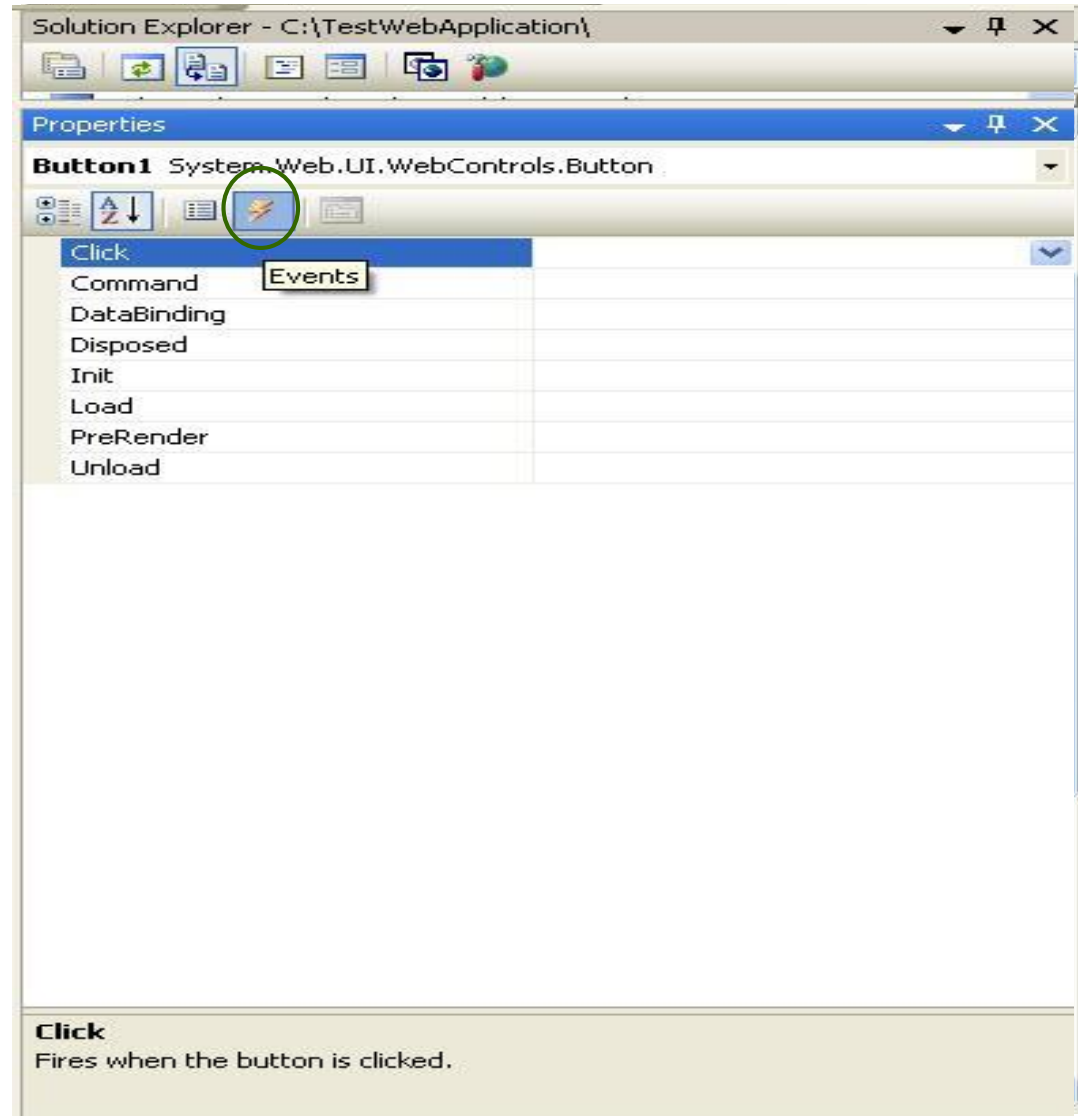 Solution Explorer - C:\TestWebApplication\
Properties
Button1 System.Web.UI.WebControls.Button
Click
Events
Command
DataBinding
Disposed
Init
Load
PreRender
Unload
Click
Fires when the button is clicked.